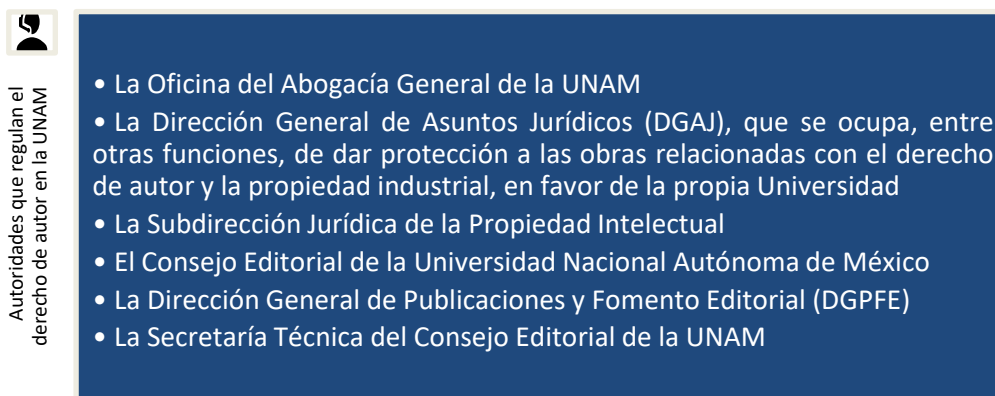 Autoridades que regulan el
derecho de autor en la UNAM
• La Oficina del Abogacía General de la UNAM
• La Dirección General de Asuntos Jurídicos (DGAJ), que se ocupa, entre
otras funciones, de dar protección a las obras relacionadas con el derecho
de autor y la propiedad industrial, en favor de la propia Universidad
• La Subdirección Jurídica de la Propiedad Intelectual
• El Consejo Editorial de la Universidad Nacional Autónoma de México
• La Dirección General de Publicaciones y Fomento Editorial (DGPFE)
• La Secretaría Técnica del Consejo Editorial de la UNAM